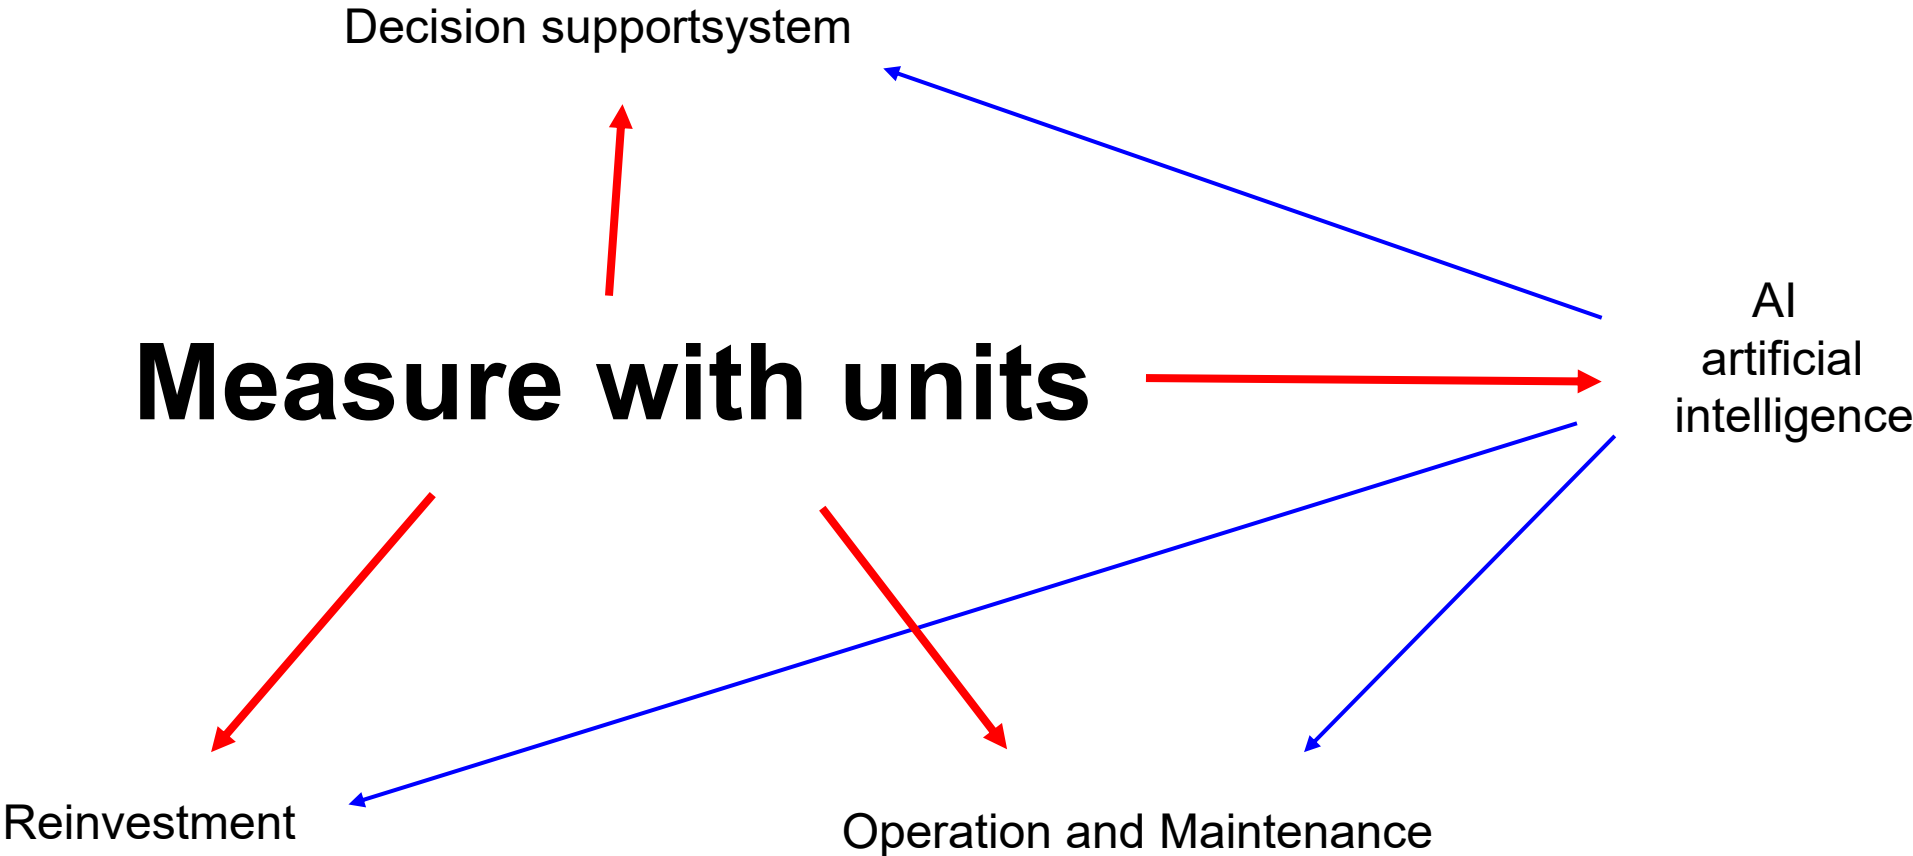 Decision supportsystem
AI
artificial
intelligence
Measure with units
Reinvestment
Operation and Maintenance